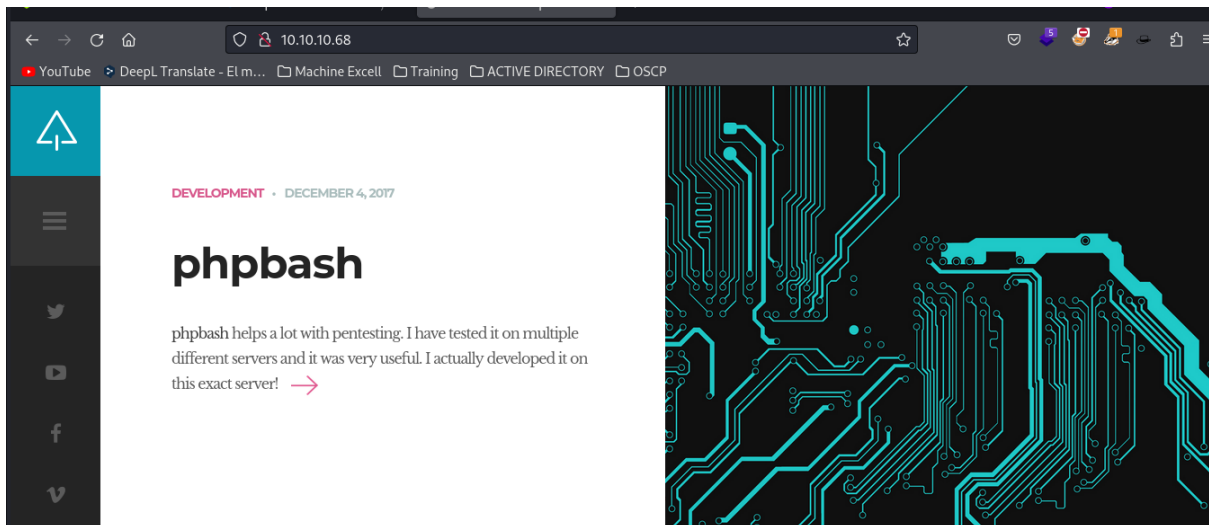 10.10.10.68
5
1
YouTube DeepL Translate - El m... Machine Excell Training ACTIVE DIRECTORY OSCP
DEVELOPMENT • DECEMBER 4, 2017
phpbash
phpbash helps a lot with pentesting. I have tested it on multiple
different servers and it was very useful. I actually developed it on
this exact server!